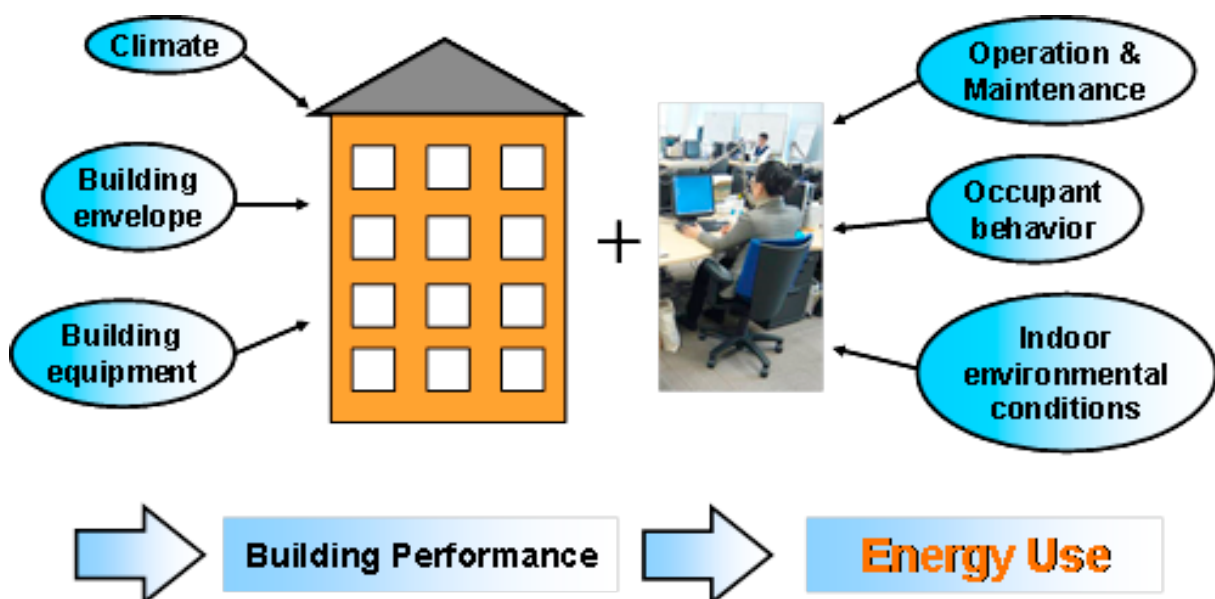 Climate
Building
envelope
Building
equipment
+
Operation &
Maintenance
Occupant
behavior
Indoor
environmental
conditions
Building Performance
Energy Use